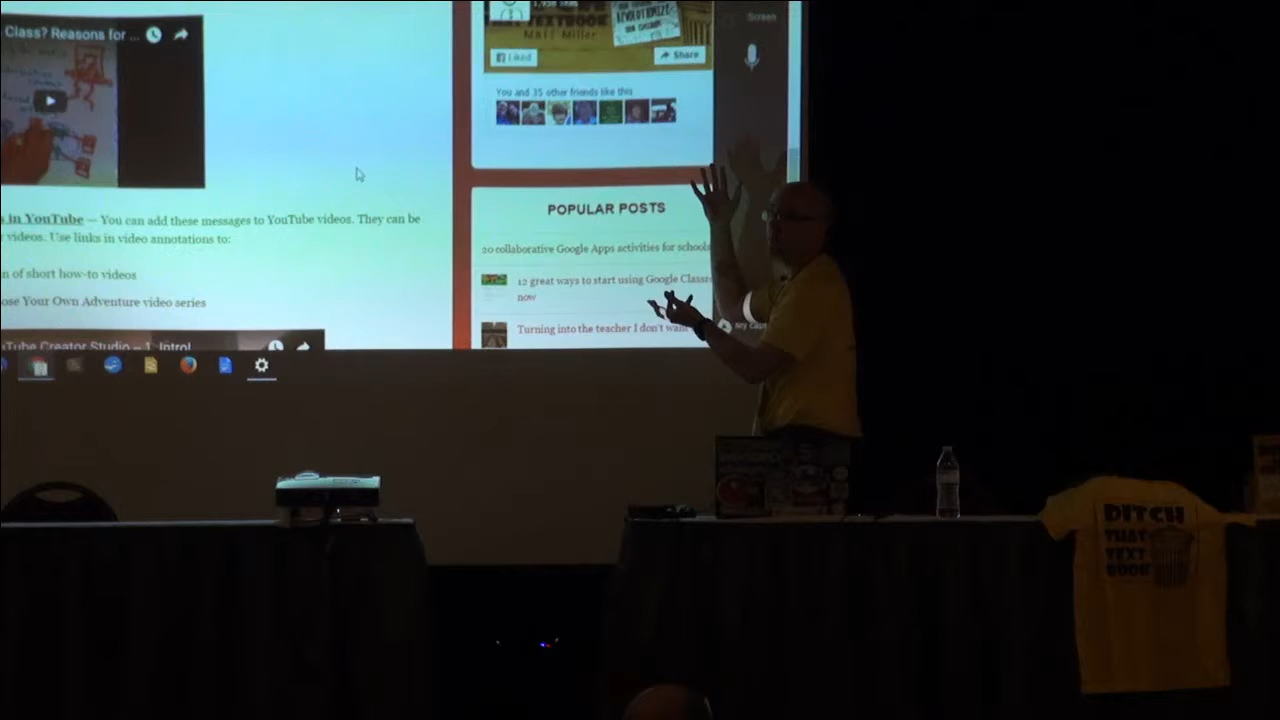 Class? Reasons for ...
TEXTBOOK
Matt Miller
REVOLUTIONIZE
Liked
Share
Screen
You and 35 other friends like this
s in YouTube — You can add these messages to YouTube videos. They can be
videos. Use links in video annotations to:
n of short how-to videos
ose Your Own Adventure video series
uTube Creator Studio -- 1. Intro!
POPULAR POSTS
20 collaborative Google Apps activities for schools
12 great ways to start using Google Classr
now
Turning into the teacher I don't want
DITCH
THAT
TEXT
BOOK